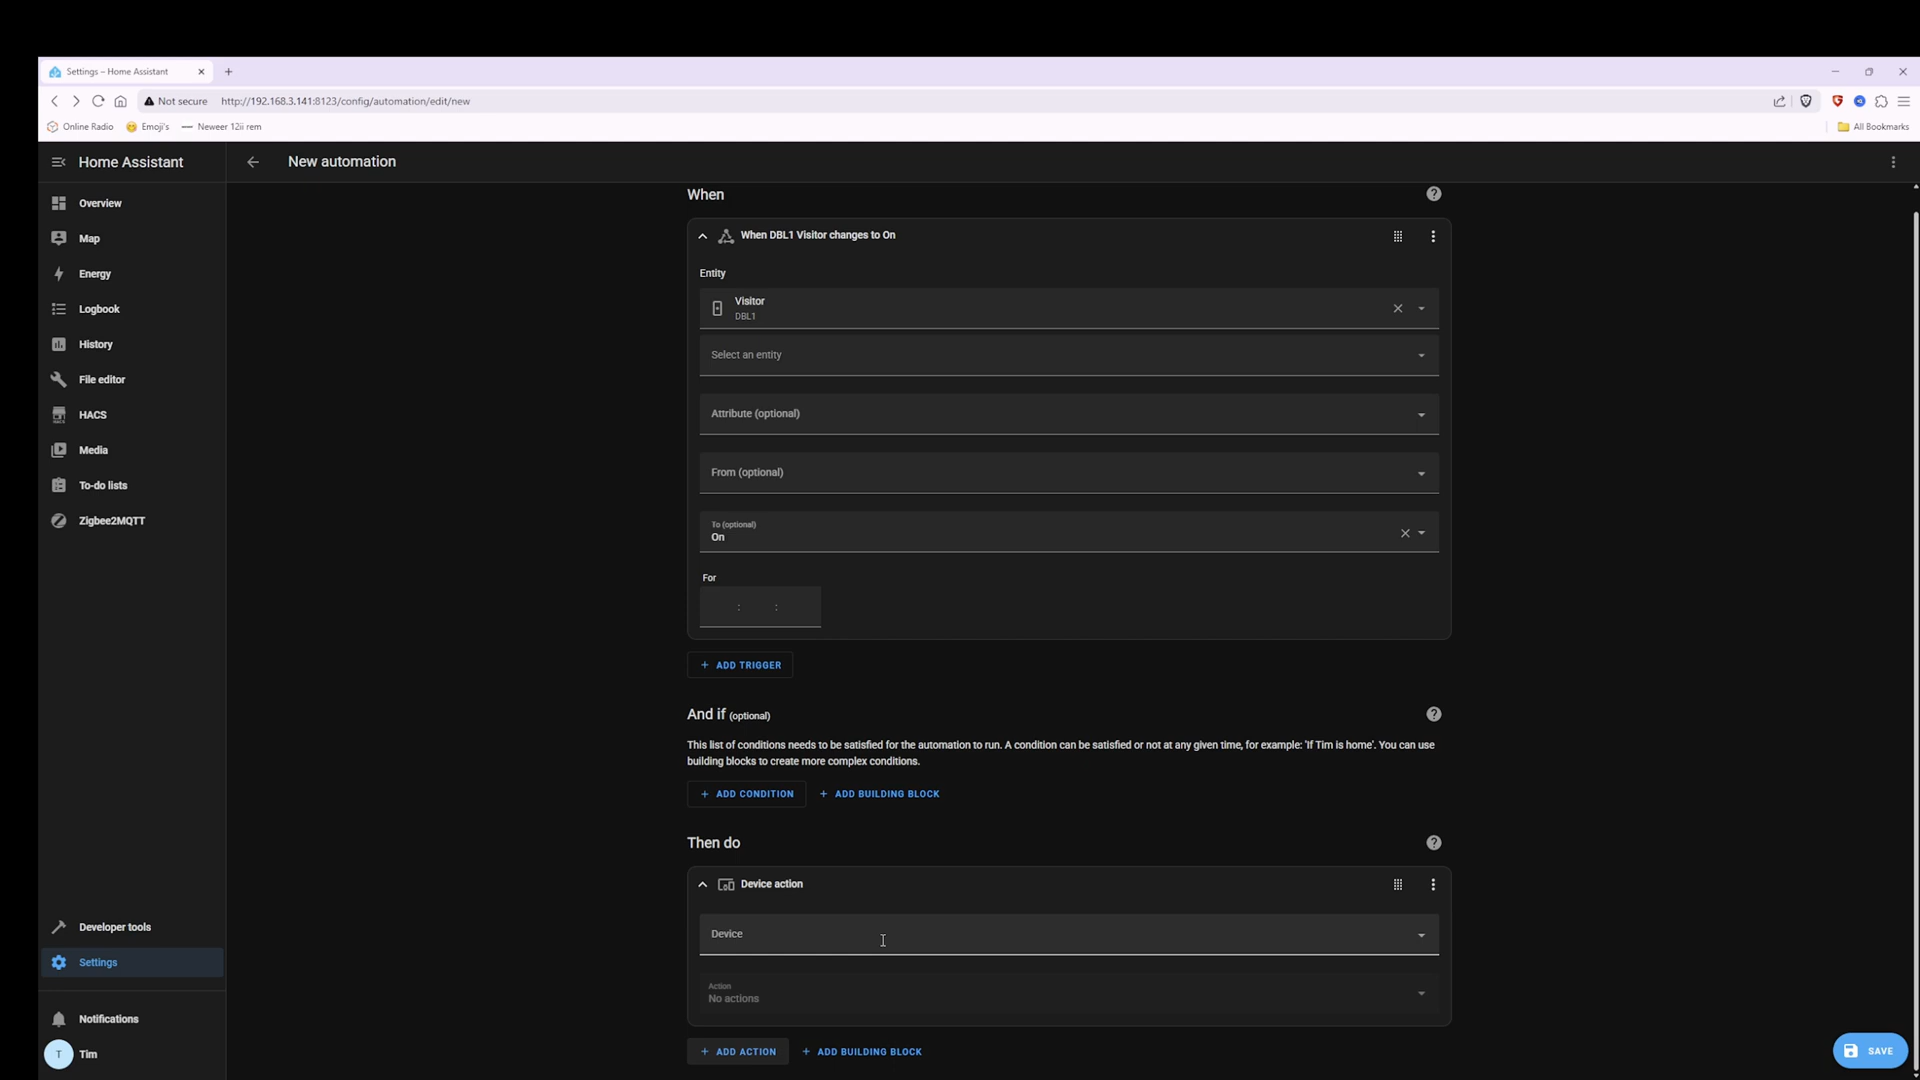 Settings – Home Assistant
Not secure http://192.168.3.141:8123/config/automation/edit/new
Online Radio Emoji's Neweer 12ii rem All Bookmarks
Home Assistant
New automation
Overview
Map
Energy
Logbook
History
File editor
HACS
HACS
Media
To-do lists
Zigbee2MQTT
Developer tools
Settings
Notifications
T
Tim
When
When DBL1 Visitor changes to On
Entity
Visitor
DBL1
Select an entity
Attribute (optional)
From (optional)
To (optional)
On
For
: :
+ ADD TRIGGER
And if (optional)
This list of conditions needs to be satisfied for the automation to run. A condition can be satisfied or not at any given time, for example: 'If Tim is home'. You can use
building blocks to create more complex conditions.
+ ADD CONDITION + ADD BUILDING BLOCK
Then do
Device action
Device
Action
No actions
+ ADD ACTION + ADD BUILDING BLOCK
SAVE